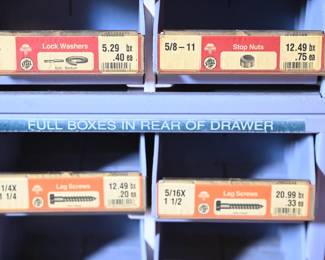 Lock Washers
5.29 bx
.40 ea
5/8-11
Stop Nuts
12.49 bx
.75 ea
FULL BOXES IN REAR OF DRAWER
1/4X
1 1/4
Lag Screws
12.49 bx
.20 ea
5/16X
1 1/2
Lag Screws
20.99 bx
.33 ea